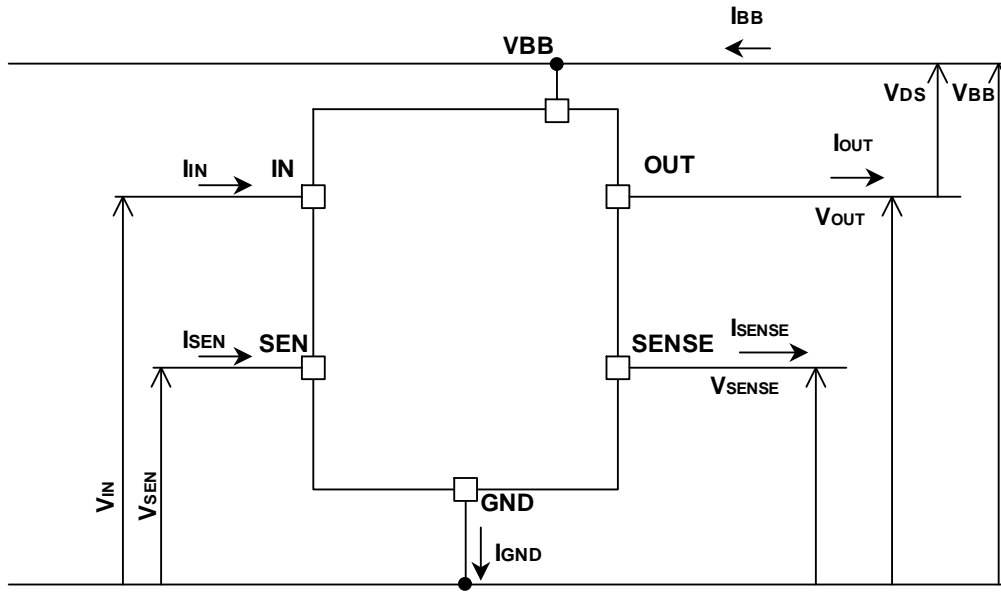 IBB
VBB
VDS VBB
IIN IN OUT IOUT
VOUT
ISEN SEN SENSE ISENSE
VSENSE
VIN
VSEN
GND
IGND